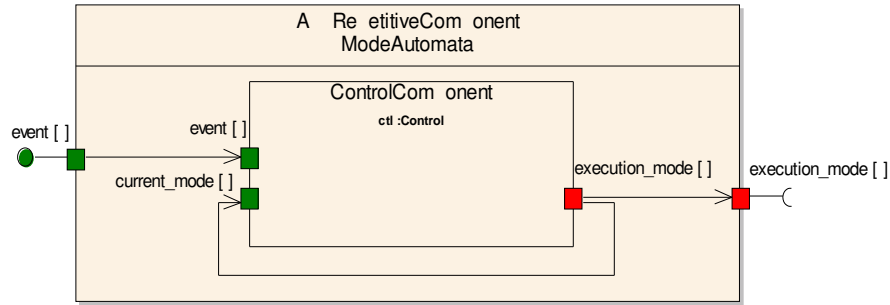 A Re etitiveCom onent
ModeAutomata
ControlCom onent
ctl :Control
event [ ]
event [ ]
current_mode [ ]
execution_mode [ ]
execution_mode [ ]